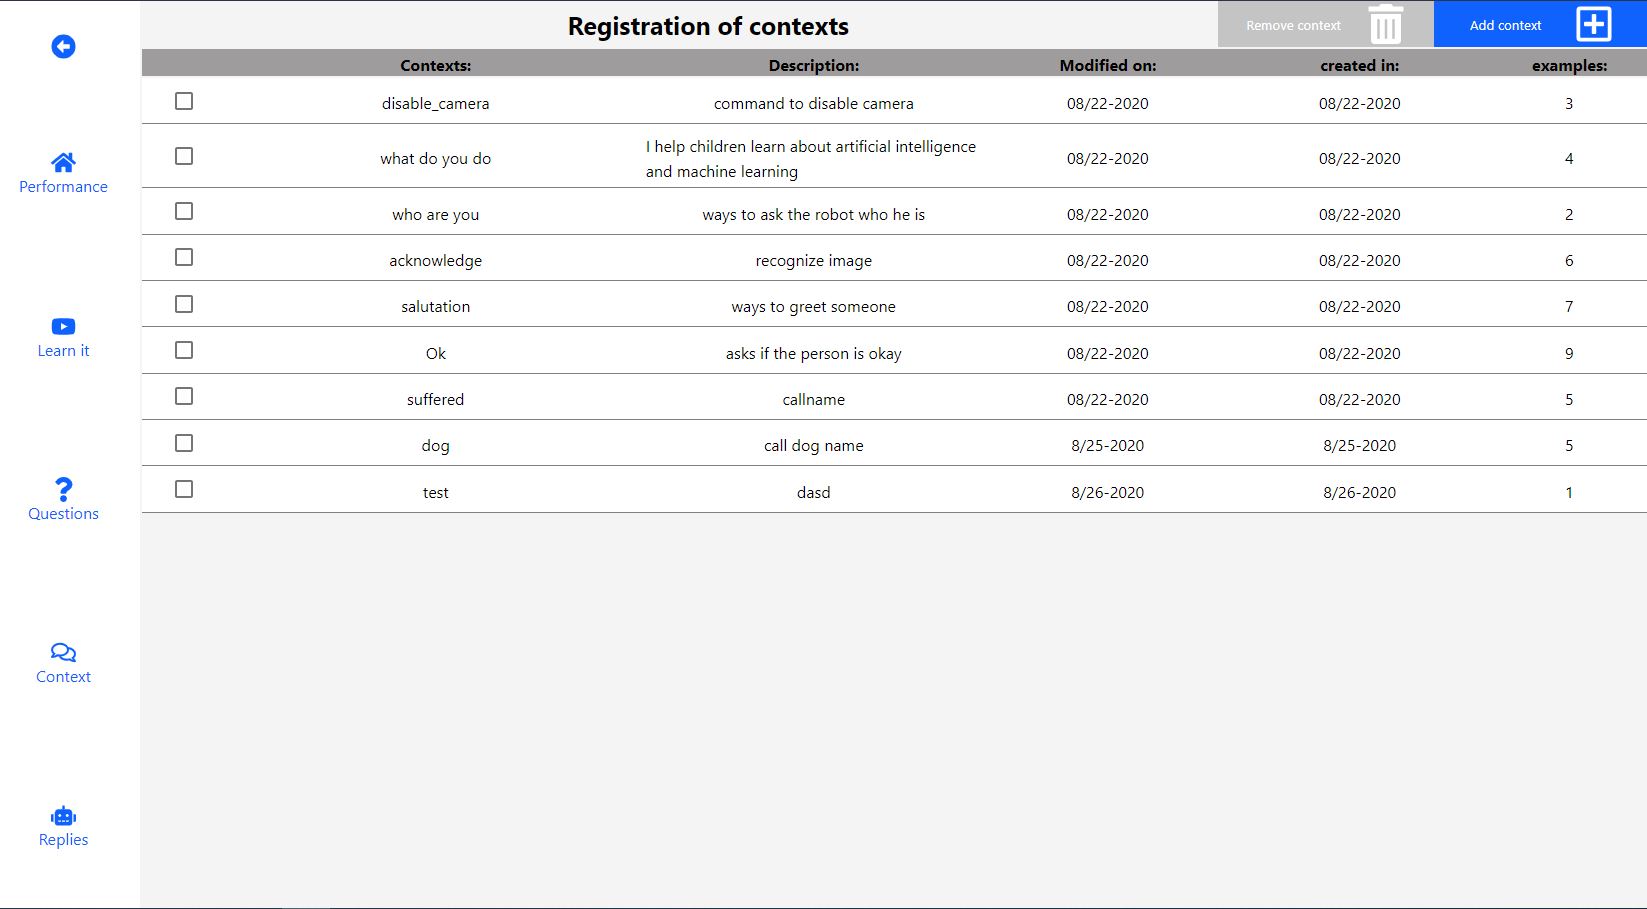 Registration of contexts
Remove context
Add context
Contexts: Description: Modified on: created in: examples:
disable_camera command to disable camera 08/22-2020 08/22-2020 3
what do you do I help children learn about artificial intelligence and machine learning 08/22-2020 08/22-2020 4
who are you ways to ask the robot who he is 08/22-2020 08/22-2020 2
acknowledge recognize image 08/22-2020 08/22-2020 6
salutation ways to greet someone 08/22-2020 08/22-2020 7
Ok asks if the person is okay 08/22-2020 08/22-2020 9
suffered callname 08/22-2020 08/22-2020 5
dog call dog name 8/25-2020 8/25-2020 5
test dasd 8/26-2020 8/26-2020 1
Performance
Learn it
Questions
Context
Replies